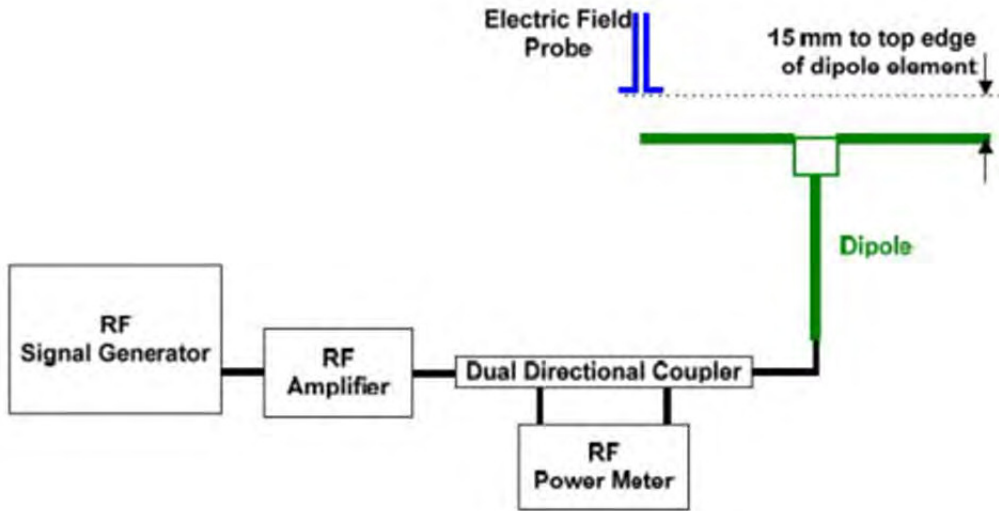 Electric Field
Probe
15 mm to top edge
of dipole element
Dipole
RF
Signal Generator
RF
Amplifier
Dual Directional Coupler
RF
Power Meter